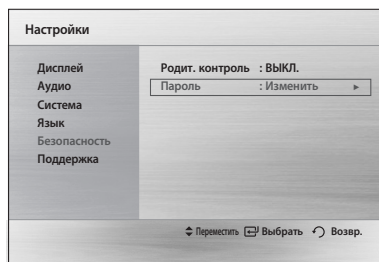 Настройки
Дисплей
Аудио
Система
Язык
Безопасность
Поддержка
Родит. контроль : ВЫКЛ.
Пароль : Изменить ►
Переместить Выбрать Возвр.